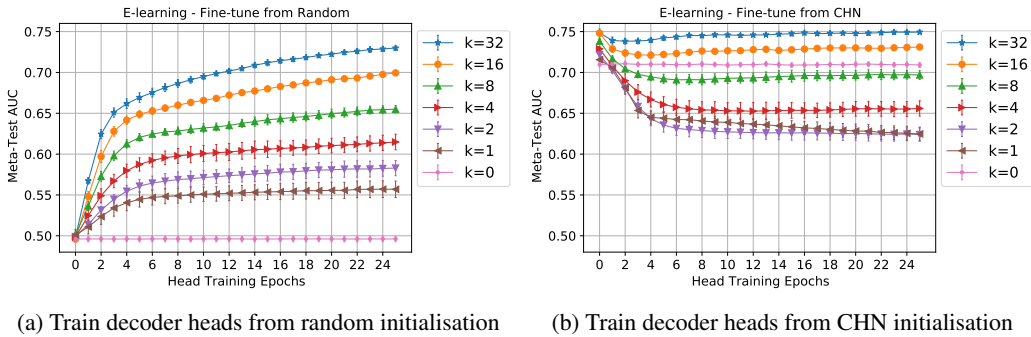 E-learning - Fine-tune from Random
0.75
0.70
0.65
0.60
0.55
0.50
Meta-Test AUC
0 2 4 6 8 10 12 14 16 18 20 22 24
Head Training Epochs
k=32
k=16
k=8
k=4
k=2
k=1
k=0
(a) Train decoder heads from random initialisation
E-learning - Fine-tune from CHN
0.75
0.70
0.65
0.60
0.55
0.50
Meta-Test AUC
0 2 4 6 8 10 12 14 16 18 20 22 24
Head Training Epochs
k=32
k=16
k=8
k=4
k=2
k=1
k=0
(b) Train decoder heads from CHN initialisation